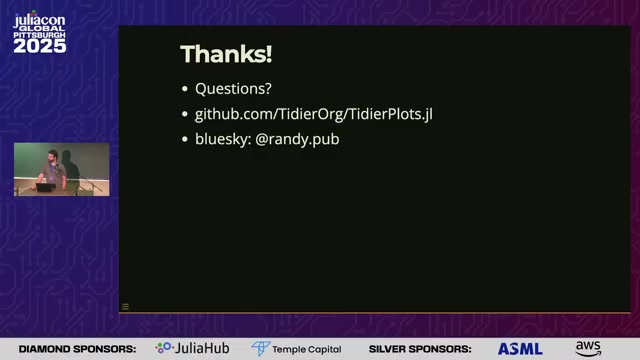 juliacon
GLOBAL
PITTSBURGH
2025
Thanks!
• Questions?
• github.com/TidierOrg/TidierPlots.jl
• bluesky: @randy.pub
DIAMOND SPONSORS: JuliaHub Temple Capital SILVER SPONSORS: ASML aws